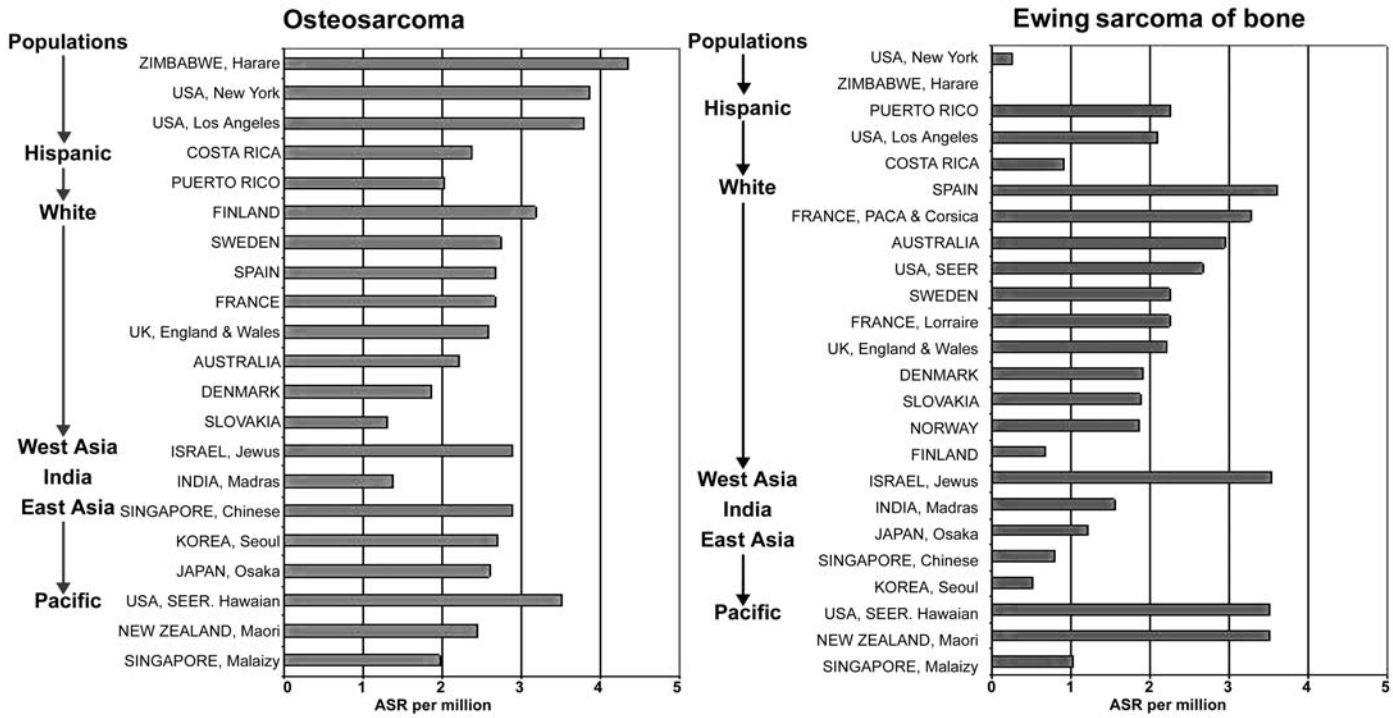 Osteosarcoma
Populations
Hispanic
White
West Asia
India
East Asia
Pacific
ZIMBABWE, Harare
USA, New York
USA, Los Angeles
COSTA RICA
PUERTO RICO
FINLAND
SWEDEN
SPAIN
FRANCE
UK, England & Wales
AUSTRALIA
DENMARK
SLOVAKIA
ISRAEL, Jewus
INDIA, Madras
SINGAPORE, Chinese
KOREA, Seoul
JAPAN, Osaka
USA, SEER. Hawaian
NEW ZEALAND, Maori
SINGAPORE, Malaizy
0 1 2 3 4 5
ASR per million
Ewing sarcoma of bone
Populations
Hispanic
White
West Asia
India
East Asia
Pacific
USA, New York
ZIMBABWE, Harare
PUERTO RICO
USA, Los Angeles
COSTA RICA
SPAIN
FRANCE, PACA & Corsica
AUSTRALIA
USA, SEER
SWEDEN
FRANCE, Lorraire
UK, England & Wales
DENMARK
SLOVAKIA
NORWAY
FINLAND
ISRAEL, Jewus
INDIA, Madras
JAPAN, Osaka
SINGAPORE, Chinese
KOREA, Seoul
USA, SEER. Hawaian
NEW ZEALAND, Maori
SINGAPORE, Malaizy
0 1 2 3 4 5
ASR per million